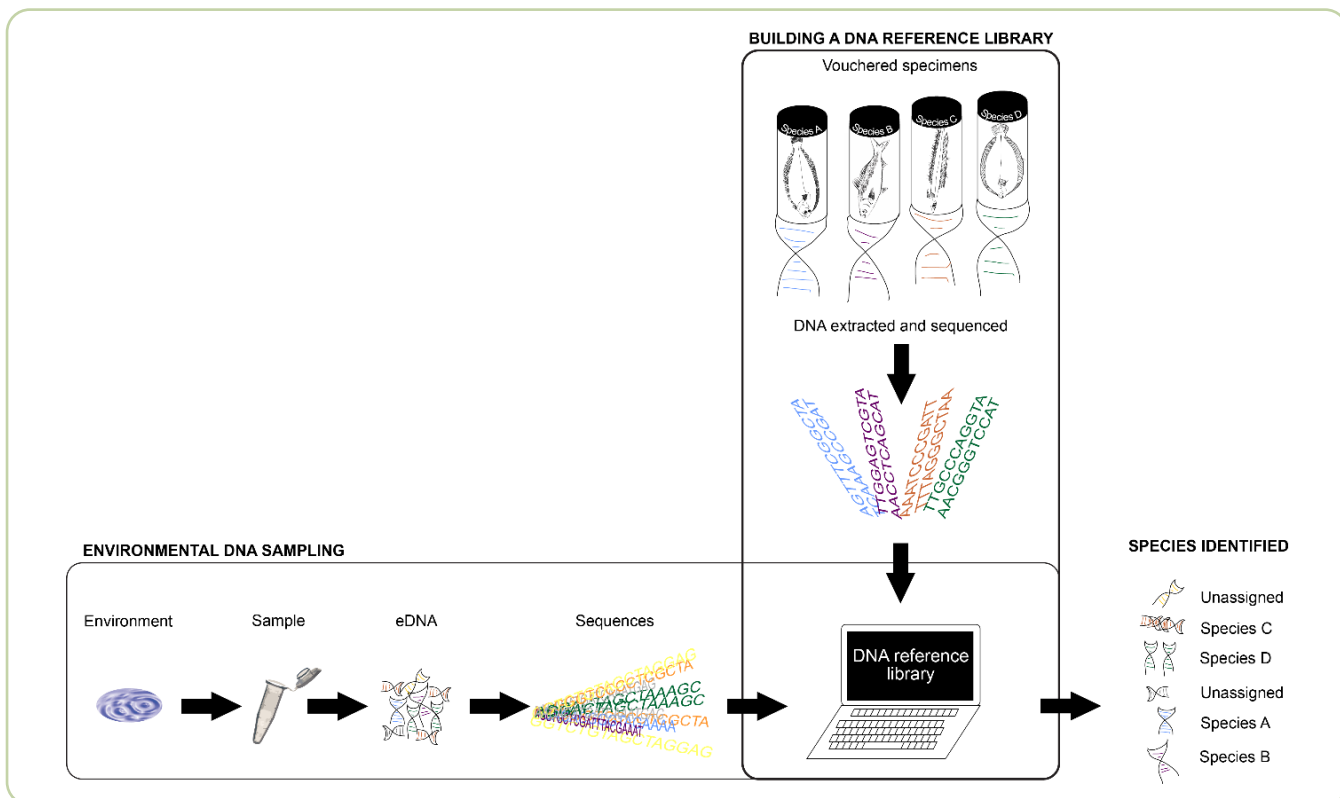 BUILDING A DNA REFERENCE LIBRARY
Vouchered specimens
Species A
Species B
Species C
Species D
DNA extracted and sequenced
TTGGAGTCGTA
AACCTCAGCAT
AAATCCCGATT
TTTAGGGCTAA
TTGCCCAGGTA
AACGGGTCCAT
ENVIRONMENTAL DNA SAMPLING
Environment
Sample
eDNA
Sequences
DNA reference
library
SPECIES IDENTIFIED
Unassigned
Species C
Species D
Unassigned
Species A
Species B